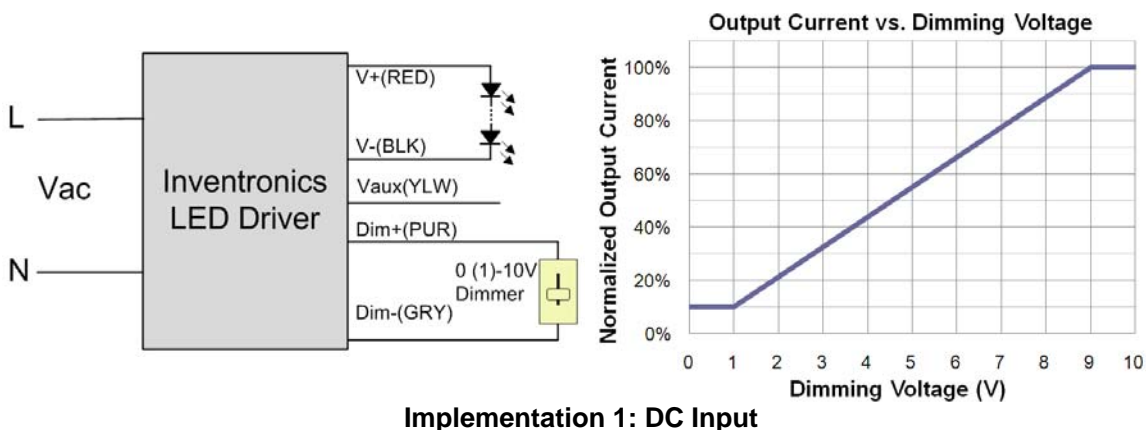 L
Vac
N
Inventronics
LED Driver
V+(RED)
V-(BLK)
Vaux(YLW)
Dim+(PUR)
0 (1)-10V
Dimmer
Dim-(GRY)
Output Current vs. Dimming Voltage
Normalized Output Current
100%
80%
60%
40%
20%
0%
0 1 2 3 4 5 6 7 8 9 10
Dimming Voltage (V)
Implementation 1: DC Input